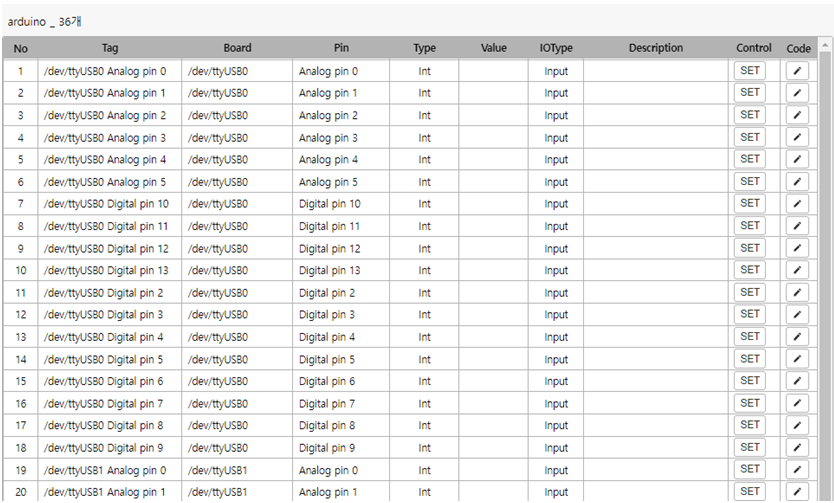 arduino _ 36개
No Tag Board Pin Type Value IOType Description Control Code
1 /dev/ttyUSB0 Analog pin 0 /dev/ttyUSB0 Analog pin 0 Int Input SET
2 /dev/ttyUSB0 Analog pin 1 /dev/ttyUSB0 Analog pin 1 Int Input SET
3 /dev/ttyUSB0 Analog pin 2 /dev/ttyUSB0 Analog pin 2 Int Input SET
4 /dev/ttyUSB0 Analog pin 3 /dev/ttyUSB0 Analog pin 3 Int Input SET
5 /dev/ttyUSB0 Analog pin 4 /dev/ttyUSB0 Analog pin 4 Int Input SET
6 /dev/ttyUSB0 Analog pin 5 /dev/ttyUSB0 Analog pin 5 Int Input SET
7 /dev/ttyUSB0 Digital pin 10 /dev/ttyUSB0 Digital pin 10 Int Input SET
8 /dev/ttyUSB0 Digital pin 11 /dev/ttyUSB0 Digital pin 11 Int Input SET
9 /dev/ttyUSB0 Digital pin 12 /dev/ttyUSB0 Digital pin 12 Int Input SET
10 /dev/ttyUSB0 Digital pin 13 /dev/ttyUSB0 Digital pin 13 Int Input SET
11 /dev/ttyUSB0 Digital pin 2 /dev/ttyUSB0 Digital pin 2 Int Input SET
12 /dev/ttyUSB0 Digital pin 3 /dev/ttyUSB0 Digital pin 3 Int Input SET
13 /dev/ttyUSB0 Digital pin 4 /dev/ttyUSB0 Digital pin 4 Int Input SET
14 /dev/ttyUSB0 Digital pin 5 /dev/ttyUSB0 Digital pin 5 Int Input SET
15 /dev/ttyUSB0 Digital pin 6 /dev/ttyUSB0 Digital pin 6 Int Input SET
16 /dev/ttyUSB0 Digital pin 7 /dev/ttyUSB0 Digital pin 7 Int Input SET
17 /dev/ttyUSB0 Digital pin 8 /dev/ttyUSB0 Digital pin 8 Int Input SET
18 /dev/ttyUSB0 Digital pin 9 /dev/ttyUSB0 Digital pin 9 Int Input SET
19 /dev/ttyUSB1 Analog pin 0 /dev/ttyUSB1 Analog pin 0 Int Input SET
20 /dev/ttyUSB1 Analog pin 1 /dev/ttyUSB1 Analog pin 1 Int Input SET